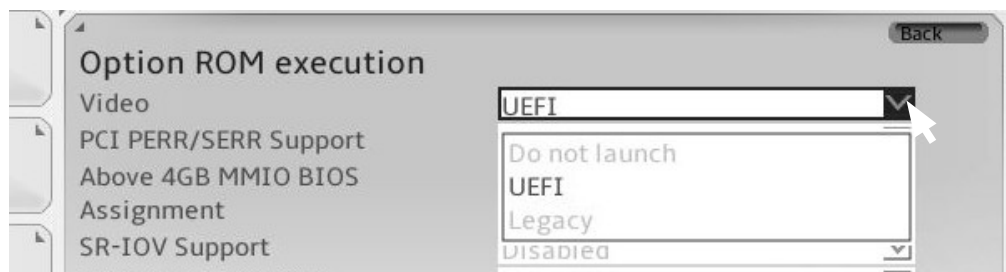 Back
Option ROM execution
Video UEFI
PCI PERR/SERR Support
Do not launch
Above 4GB MMIO BIOS
UEFI
Assignment
Legacy
SR-IOV Support Disabled